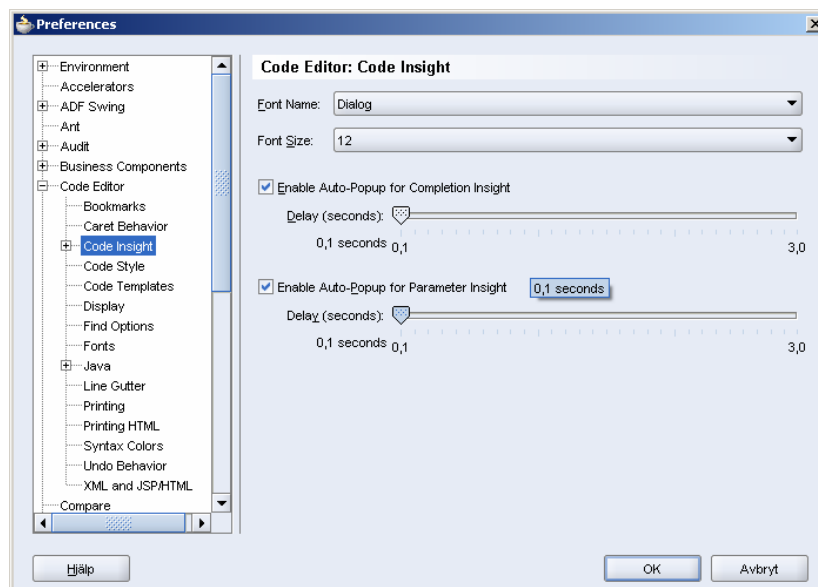 Preferences
Environment
Accelerators
ADF Swing
Ant
Audit
Business Components
Code Editor
Bookmarks
Caret Behavior
Code Insight
Code Style
Code Templates
Display
Find Options
Fonts
Java
Line Gutter
Printing
Printing HTML
Syntax Colors
Undo Behavior
XML and JSP/HTML
Compare
Code Editor: Code Insight
Font Name: Dialog
Font Size: 12
Enable Auto-Popup for Completion Insight
Delay (seconds):
0,1 seconds 0,1 3,0
Enable Auto-Popup for Parameter Insight 0,1 seconds
Delay (seconds):
0,1 seconds 0,1 3,0
Hjälp OK Avbryt